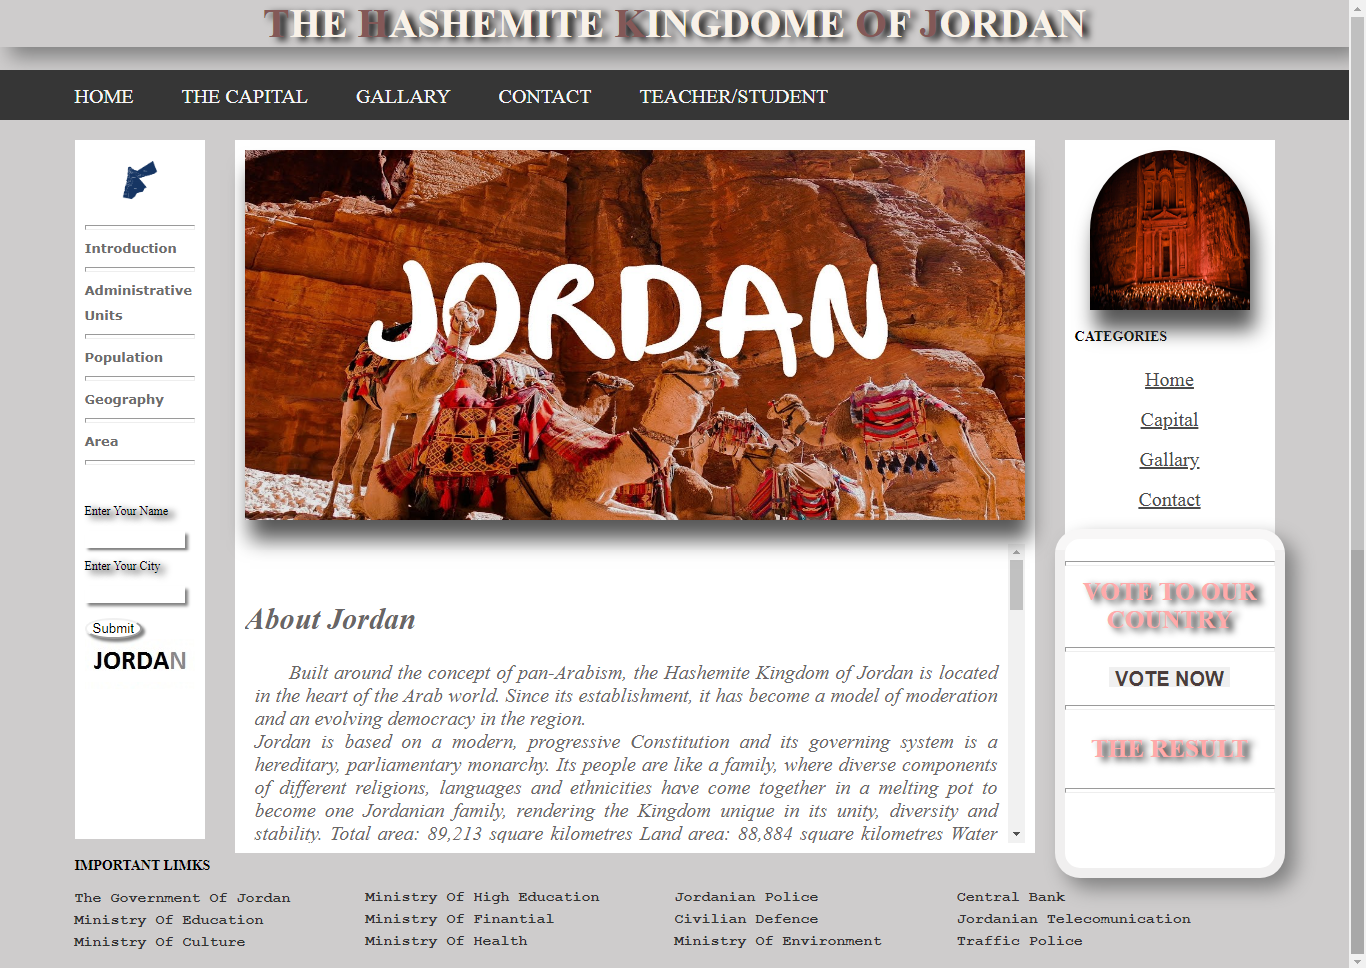 THE HASHEMITE KINGDOME OF JORDAN
HOME THE CAPITAL GALLARY CONTACT TEACHER/STUDENT
Introduction
Administrative
Units
Population
Geography
Area
Enter Your Name
Enter Your City
Submit
JORDAN
JORDAN
About Jordan
Built around the concept of pan-Arabism, the Hashemite Kingdom of Jordan is located
in the heart of the Arab world. Since its establishment, it has become a model of moderation
and an evolving democracy in the region.
Jordan is based on a modern, progressive Constitution and its governing system is a
hereditary, parliamentary monarchy. Its people are like a family, where diverse components
of different religions, languages and ethnicities have come together in a melting pot to
become one Jordanian family, rendering the Kingdom unique in its unity, diversity and
stability. Total area: 89,213 square kilometres Land area: 88,884 square kilometres Water
CATEGORIES
Home
Capital
Gallary
Contact
VOTE TO OUR
COUNTRY
VOTE NOW
THE RESULT
IMPORTANT LIMKS
The Government Of Jordan
Ministry Of Education
Ministry Of Culture
Ministry Of High Education
Ministry Of Finantial
Ministry Of Health
Jordanian Police
Civilian Defence
Ministry Of Environment
Central Bank
Jordanian Telecomunication
Traffic Police